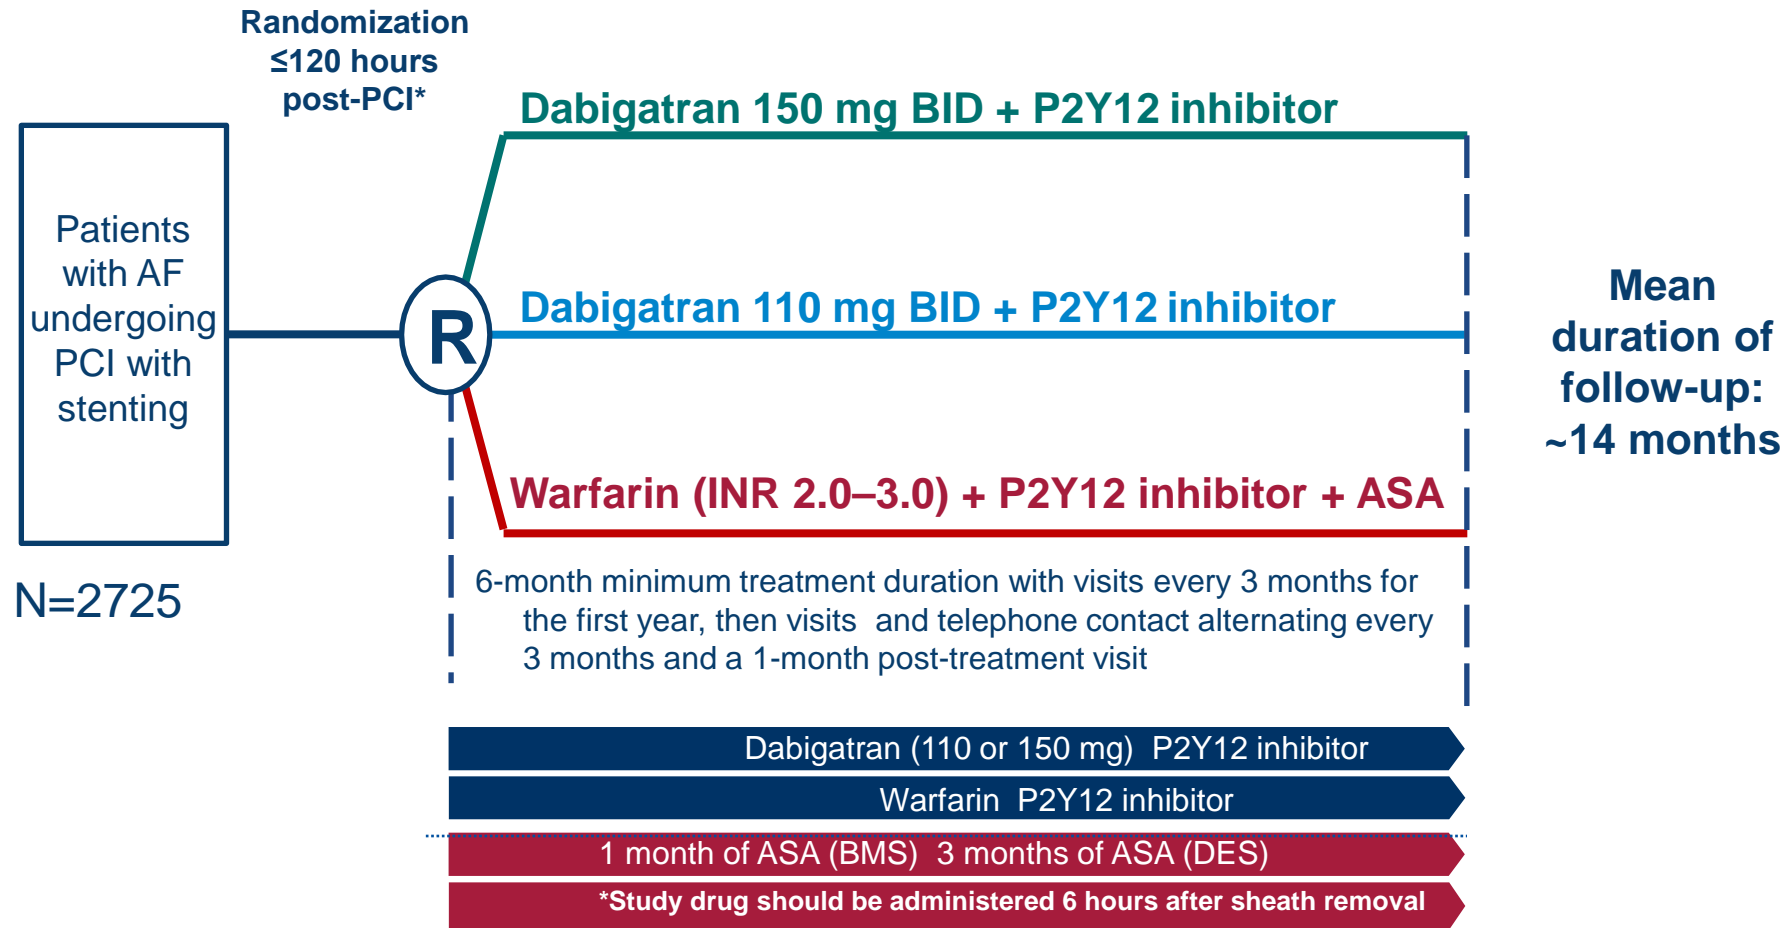 Randomization
≤120 hours
post-PCI*
Dabigatran 150 mg BID + P2Y12 inhibitor
Patients
with AF
undergoing
PCI with
stenting
R
Dabigatran 110 mg BID + P2Y12 inhibitor
Mean
duration of
follow-up:
~14 months
Warfarin (INR 2.0–3.0) + P2Y12 inhibitor + ASA
N=2725
6-month minimum treatment duration with visits every 3 months for
the first year, then visits and telephone contact alternating every
3 months and a 1-month post-treatment visit
Dabigatran (110 or 150 mg) P2Y12 inhibitor
Warfarin P2Y12 inhibitor
1 month of ASA (BMS) 3 months of ASA (DES)
*Study drug should be administered 6 hours after sheath removal